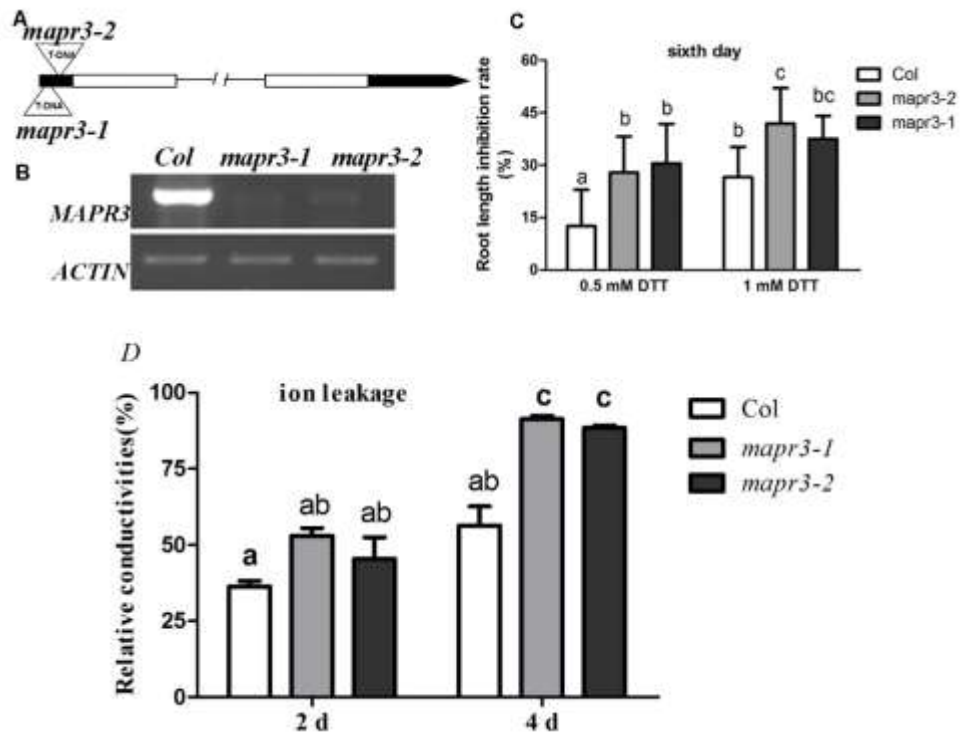 A
mapr3-2
T-DNA
T-DNA
mapr3-1
B
Col mapr3-1 mapr3-2
MAPR3
ACTIN
C
sixth day
Root length inhibition rate
(%)
60
45
30
15
0
a
b
b
b
c
bc
0.5 mM DTT
1 mM DTT
Col
mapr3-2
mapr3-1
D
ion leakage
Relative conductivities(%)
100
75
50
25
0
a
ab
ab
ab
c
c
2 d
4 d
Col
mapr3-1
mapr3-2